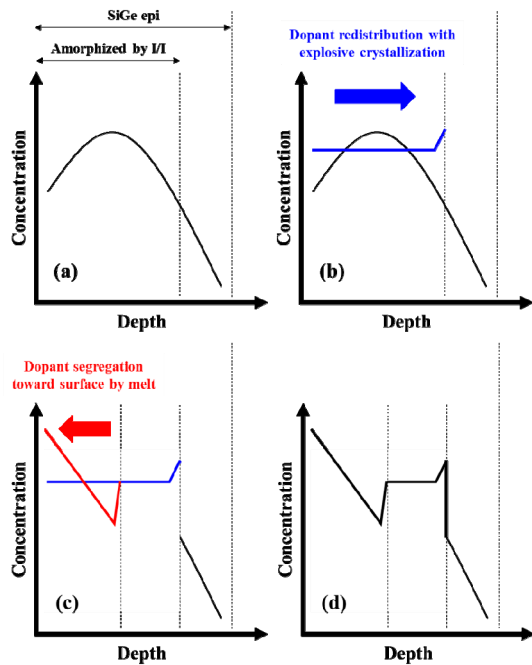 SiGe epi
Amorphized by I/I
Concentration
(a)
Depth
Dopant redistribution with
explosive crystallization
Concentration
(b)
Depth
Dopant segregation
toward surface by melt
Concentration
(c)
Depth
Concentration
(d)
Depth